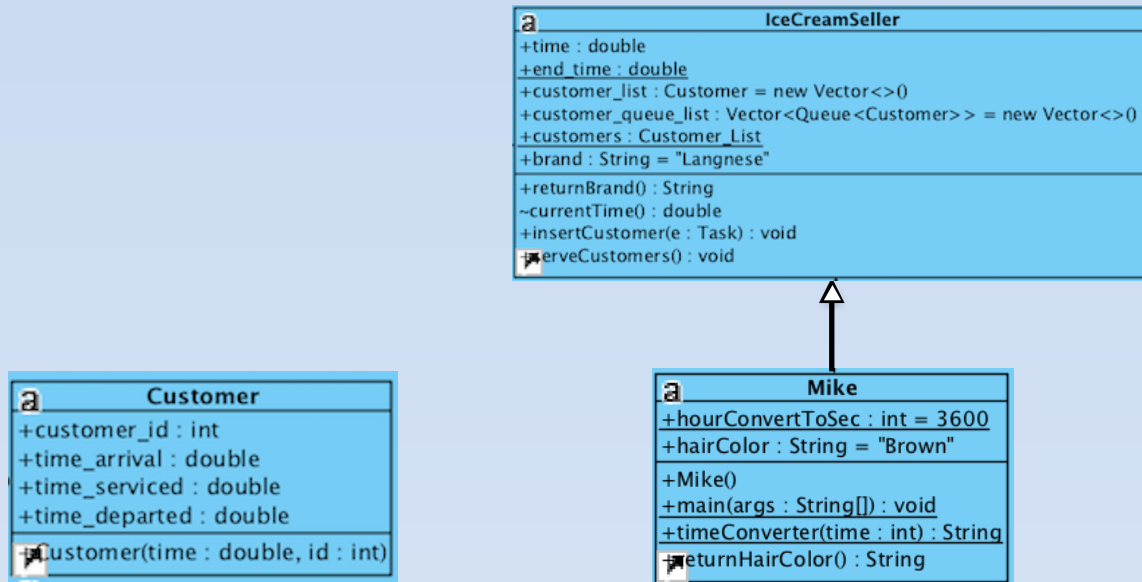 a
IceCreamSeller
+time : double
+end_time : double
+customer_list : Customer = new Vector<>()
+customer_queue_list : Vector<Queue<Customer>> = new Vector<>()
+customers : Customer_List
+brand : String = "Langnese"
+returnBrand() : String
~currentTime() : double
+insertCustomer(e : Task) : void
erveCustomers() : void
a
Customer
+customer_id : int
+time_arrival : double
+time_serviced : double
+time_departed : double
Customer(time : double, id : int)
a
Mike
+hourConvertToSec : int = 3600
+hairColor : String = "Brown"
+Mike()
+main(args : String[]) : void
+timeConverter(time : int) : String
eturnHairColor() : String